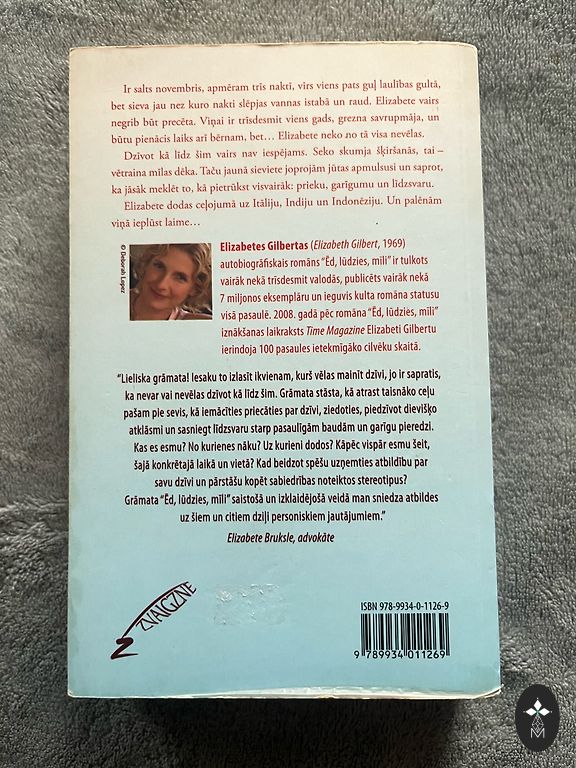 Ir salts novembris, apmēram trīs naktī, vīrs viens pats guļ laulības gultā,
bet sieva jau nez kuro nakti slēpjas vannas istabā un raud. Elizabete vairs
negrib būt precēta. Viņai ir trīsdesmit viens gads, grezna savrupmāja, un
būtu pienācis laiks arī bērnam, bet… Elizabete neko no tā visa nevēlas.
Dzīvot kā līdz šim vairs nav iespējams. Seko skumja šķiršanās, tai –
vētraina mīlas dēka. Taču jaunā sieviete joprojām jūtas apmulsusi un saprot,
ka jāsāk meklēt to, kā pietrūkst visvairāk: prieku, garīgumu un līdzsvaru.
Elizabete dodas ceļojumā uz Itāliju, Indiju un Indonēziju. Un palēnām
viņā ieplūst laime…
© Deborah Lopez
Elizabetes Gilbertas (Elizabeth Gilbert, 1969)
autobiogrāfiskais romāns “Ēd, lūdzies, mīli” ir tulkots
vairāk nekā trīsdesmit valodās, publicēts vairāk nekā
7 miljonos eksemplāru un ieguvis kulta romāna statusu
visā pasaulē. 2008. gadā pēc romāna “Ēd, lūdzies, mīli”
iznākšanas laikraksts Time Magazine Elizabeti Gilbertu
ierindoja 100 pasaules ietekmīgāko cilvēku skaitā.
“Lieliska grāmata! Iesaku to izlasīt ikvienam, kurš vēlas mainīt dzīvi, jo ir sapratis,
ka nevar vai nevēlas dzīvot kā līdz šim. Grāmata stāsta, kā atrast taisnāko ceļu
pašam pie sevis, kā iemācīties priecāties par dzīvi, ziedoties, piedzīvot dievišķo
atklāsmi un sasniegt līdzsvaru starp pasaulīgām baudām un garīgu pieredzi.
Kas es esmu? No kurienes nāku? Uz kurieni dodos? Kāpēc vispār esmu šeit,
šajā konkrētajā laikā un vietā? Kad beidzot spēšu uzņemties atbildību par
savu dzīvi un pārstāšu kopēt sabiedrības noteiktos stereotipus?
Grāmata “Ēd, lūdzies, mīli” saistošā un izklaidējošā veidā man sniedza atbildes
uz šiem un citiem dziļi personiskiem jautājumiem.”
Elizabete Bruksle, advokāte
ZVAIGZNE
ISBN 978-9934-0-1126-9
9 789934 011269
M